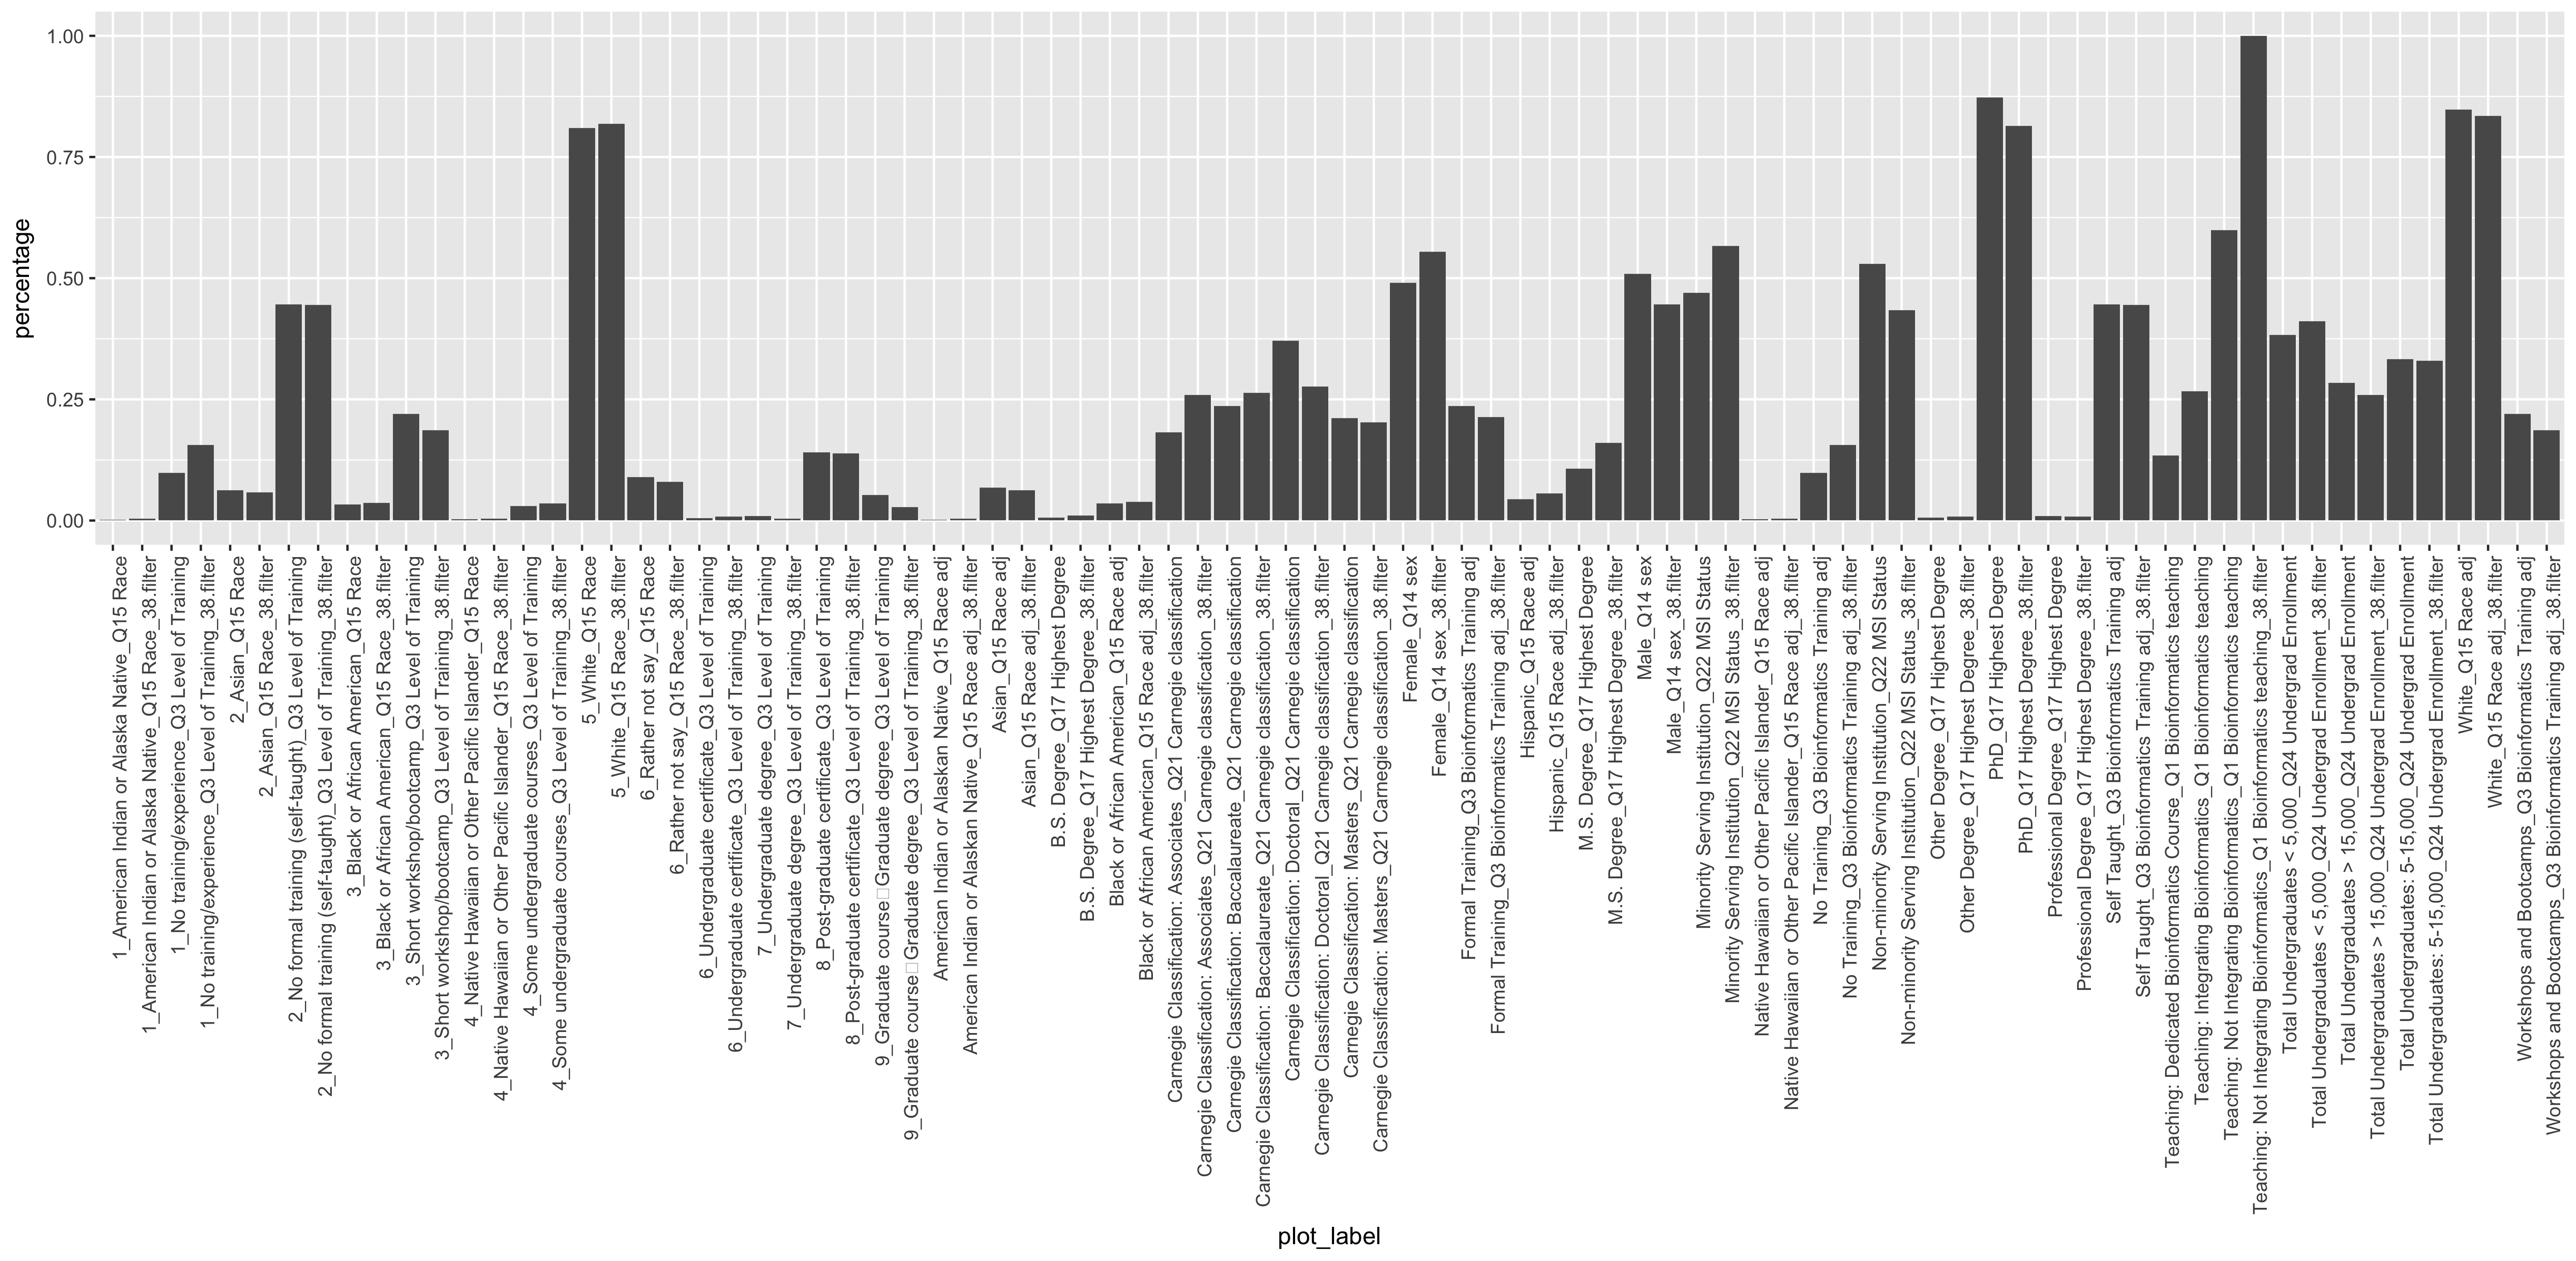 1.00
0.75
0.50
0.25
0.00
percentage
1_American Indian or Alaska Native_Q15 Race
1_American Indian or Alaska Native_Q15 Race_38.filter
1_No training/experience_Q3 Level of Training
1_No training/experience_Q3 Level of Training_38.filter
2_Asian_Q15 Race
2_Asian_Q15 Race_38.filter
2_No formal training (self-taught)_Q3 Level of Training
2_No formal training (self-taught)_Q3 Level of Training_38.filter
3_Black or African American_Q15 Race
3_Black or African American_Q15 Race_38.filter
3_Short workshop/bootcamp_Q3 Level of Training
3_Short workshop/bootcamp_Q3 Level of Training_38.filter
4_Native Hawaiian or Other Pacific Islander_Q15 Race
4_Native Hawaiian or Other Pacific Islander_Q15 Race_38.filter
4_Some undergraduate courses_Q3 Level of Training
4_Some undergraduate courses_Q3 Level of Training_38.filter
5_White_Q15 Race
5_White_Q15 Race_38.filter
6_Rather not say_Q15 Race
6_Rather not say_Q15 Race_38.filter
6_Undergraduate certificate_Q3 Level of Training
6_Undergraduate certificate_Q3 Level of Training_38.filter
7_Undergraduate degree_Q3 Level of Training
7_Undergraduate degree_Q3 Level of Training_38.filter
8_Post-graduate certificate_Q3 Level of Training
8_Post-graduate certificate_Q3 Level of Training_38.filter
9_Graduate course□Graduate degree_Q3 Level of Training
9_Graduate course□Graduate degree_Q3 Level of Training_38.filter
American Indian or Alaskan Native_Q15 Race adj
American Indian or Alaskan Native_Q15 Race adj_38.filter
Asian_Q15 Race adj
Asian_Q15 Race adj_38.filter
B.S. Degree_Q17 Highest Degree
B.S. Degree_Q17 Highest Degree_38.filter
Black or African American_Q15 Race adj
Black or African American_Q15 Race adj_38.filter
Carnegie Classification: Associates_Q21 Carnegie classification
Carnegie Classification: Associates_Q21 Carnegie classification_38.filter
Carnegie Classification: Baccalaureate_Q21 Carnegie classification
Carnegie Classification: Baccalaureate_Q21 Carnegie classification_38.filter
Carnegie Classification: Doctoral_Q21 Carnegie classification
Carnegie Classification: Doctoral_Q21 Carnegie classification_38.filter
Carnegie Classification: Masters_Q21 Carnegie classification
Carnegie Classification: Masters_Q21 Carnegie classification_38.filter
Female_Q14 sex
Female_Q14 sex_38.filter
Formal Training_Q3 Bioinformatics Training adj
Formal Training_Q3 Bioinformatics Training adj_38.filter
Hispanic_Q15 Race adj
Hispanic_Q15 Race adj_38.filter
M.S. Degree_Q17 Highest Degree
M.S. Degree_Q17 Highest Degree_38.filter
Male_Q14 sex
Male_Q14 sex_38.filter
Minority Serving Institution_Q22 MSI Status
Minority Serving Institution_Q22 MSI Status_38.filter
Native Hawaiian or Other Pacific Islander_Q15 Race adj
Native Hawaiian or Other Pacific Islander_Q15 Race adj_38.filter
No Training_Q3 Bioinformatics Training adj
No Training_Q3 Bioinformatics Training adj_38.filter
Non-minority Serving Institution_Q22 MSI Status
Non-minority Serving Institution_Q22 MSI Status_38.filter
Other Degree_Q17 Highest Degree
Other Degree_Q17 Highest Degree_38.filter
PhD_Q17 Highest Degree
PhD_Q17 Highest Degree_38.filter
Professional Degree_Q17 Highest Degree
Professional Degree_Q17 Highest Degree_38.filter
Self Taught_Q3 Bioinformatics Training adj
Self Taught_Q3 Bioinformatics Training adj_38.filter
Teaching: Dedicated Bioinformatics Course_Q1 Bioinformatics teaching
Teaching: Integrating Bioinformatics_Q1 Bioinformatics teaching
Teaching: Not Integrating Bioinformatics_Q1 Bioinformatics teaching
Teaching: Not Integrating Bioinformatics_Q1 Bioinformatics teaching_38.filter
Total Undergraduates < 5,000_Q24 Undergrad Enrollment
Total Undergraduates < 5,000_Q24 Undergrad Enrollment_38.filter
Total Undergraduates > 15,000_Q24 Undergrad Enrollment
Total Undergraduates > 15,000_Q24 Undergrad Enrollment_38.filter
Total Undergraduates: 5-15,000_Q24 Undergrad Enrollment
Total Undergraduates: 5-15,000_Q24 Undergrad Enrollment_38.filter
White_Q15 Race adj
White_Q15 Race adj_38.filter
Workshops and Bootcamps_Q3 Bioinformatics Training adj
Workshops and Bootcamps_Q3 Bioinformatics Training adj_38.filter
plot_label